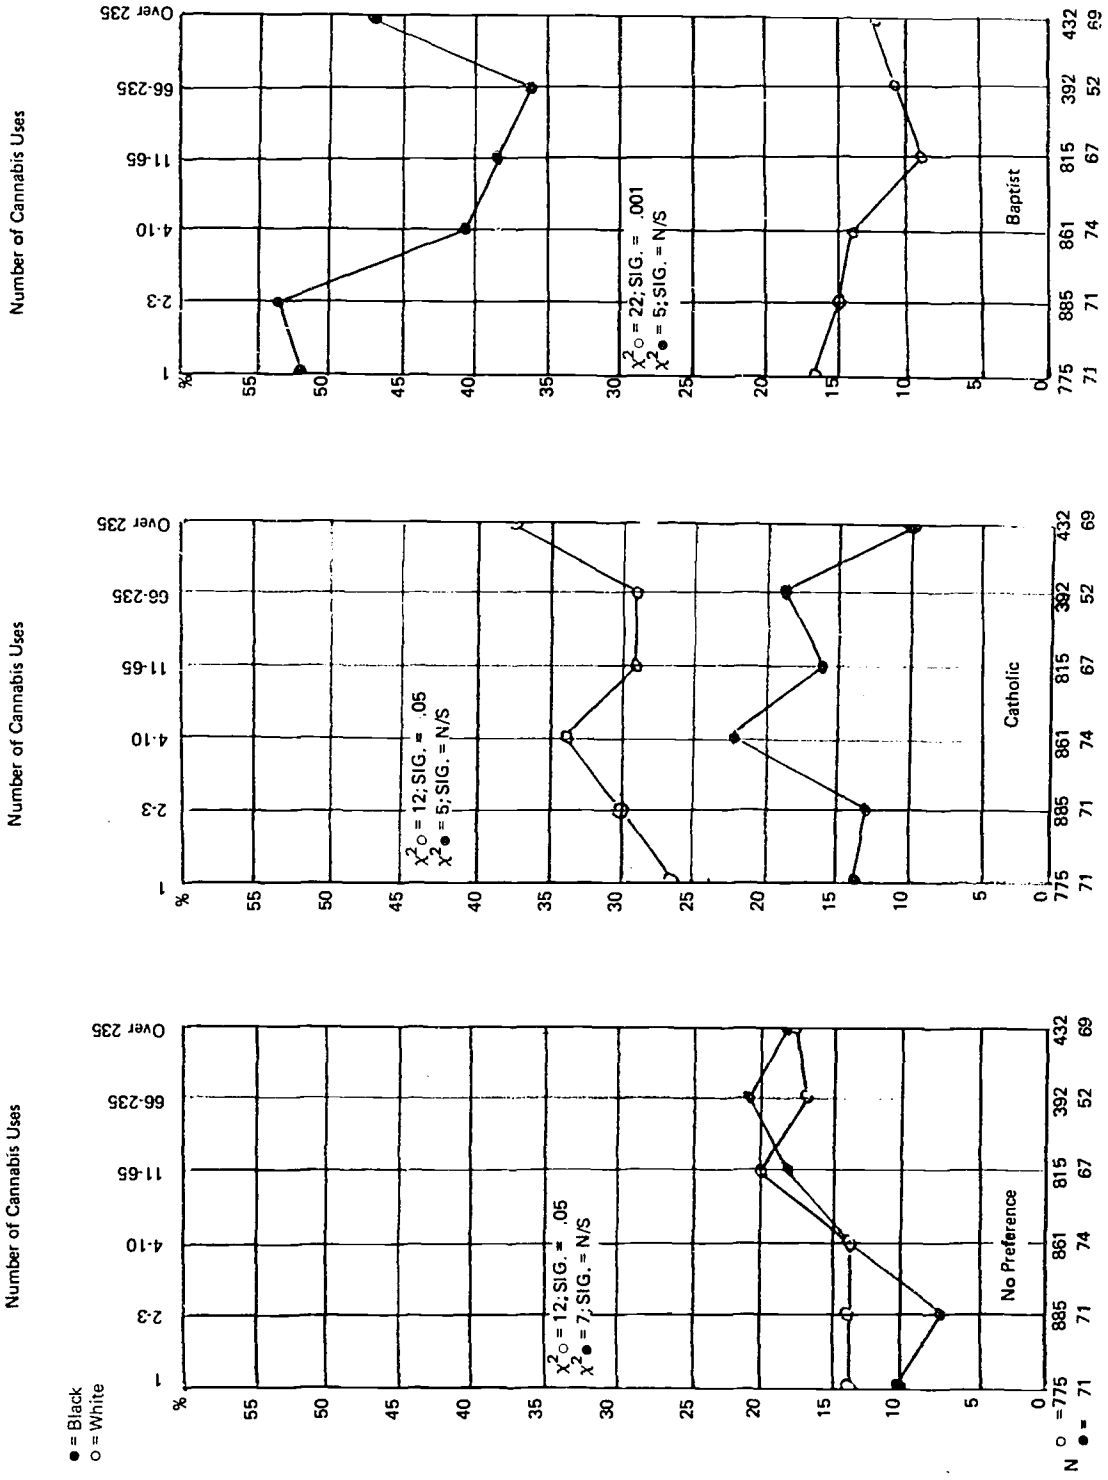 ● = Black
○ = White
Number of Cannabis Uses
1 2-3 4-10 11-65 66-235 Over 235
%
55
50
45
40
35
30
25
20
15
10
5
0
χ² ○ = 12; SIG. = .05
χ² ● = 7; SIG. = N/S
No Preference
N ○ = 775 885 861 815 392 432
● = 71 71 74 67 52 69
Number of Cannabis Uses
1 2-3 4-10 11-65 66-235 Over 235
%
55
50
45
40
35
30
25
20
15
10
5
0
χ² ○ = 12; SIG. = .05
χ² ● = 5; SIG. = N/S
Catholic
775 885 861 815 392 432
71 71 74 67 52 69
Number of Cannabis Uses
1 2-3 4-10 11-65 66-235 Over 235
%
55
50
45
40
35
30
25
20
15
10
5
0
χ² ○ = 22; SIG. = .001
χ² ● = 5; SIG. = N/S
Baptist
775 885 861 815 392 432
71 71 74 67 52 69